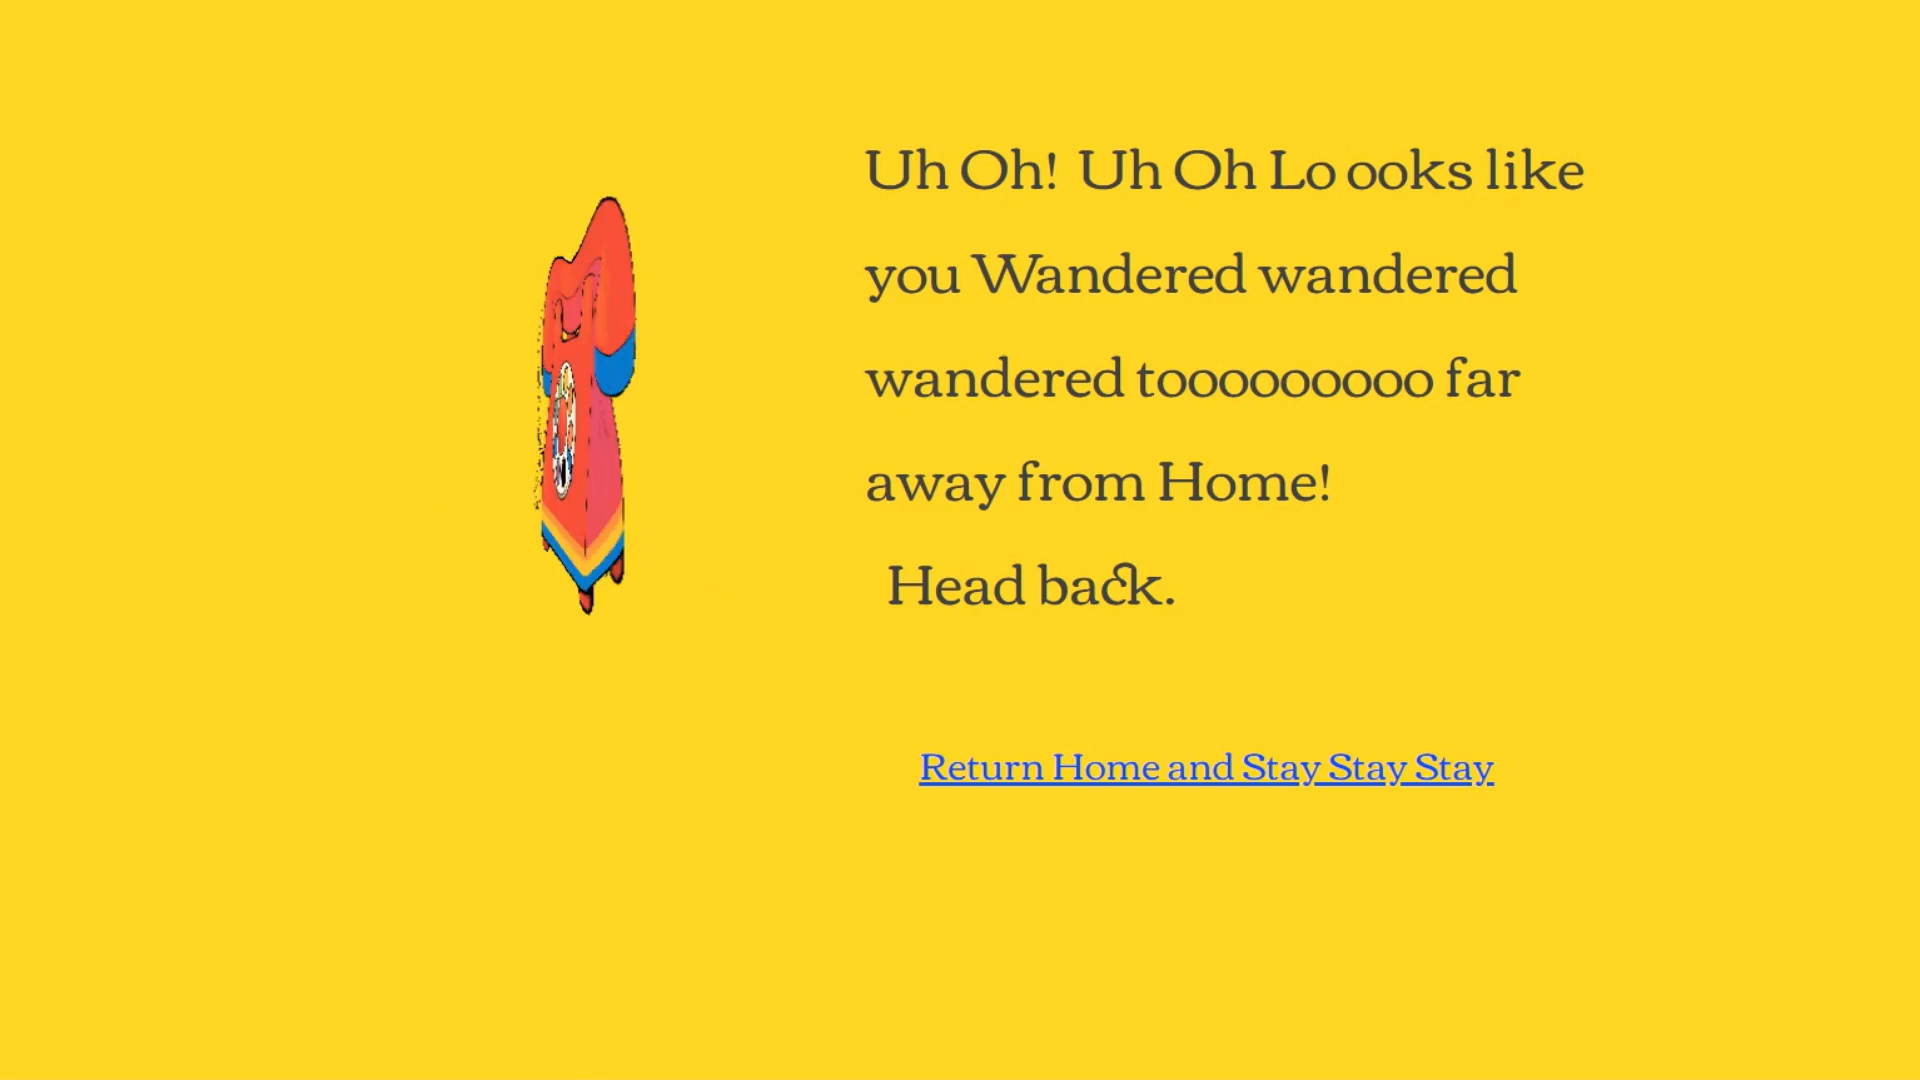 Uh Oh! Uh Oh Lo ooks like
you Wandered wandered
wandered tooooooooo far
away from Home!
Head back.
Return Home and Stay Stay Stay